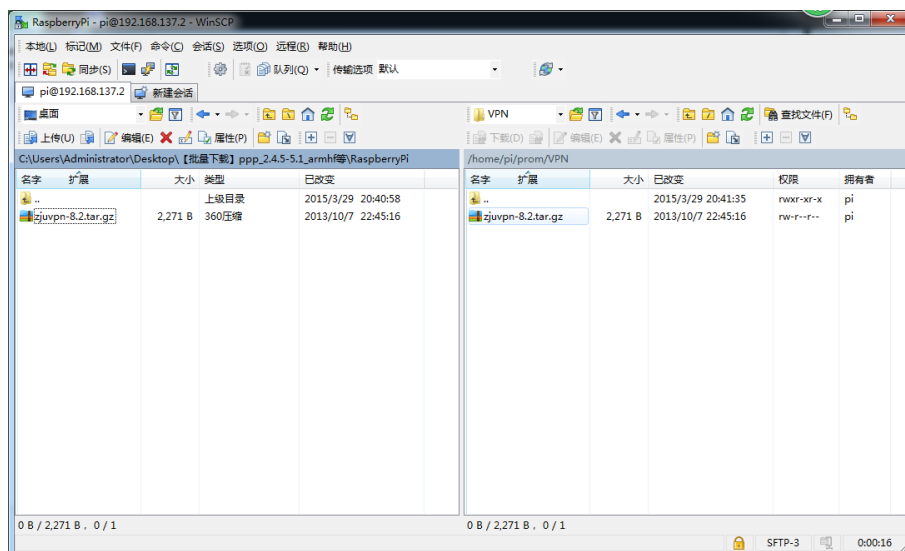 RaspberryPi - pi@192.168.137.2 - WinSCP
本地(L) 标记(M) 文件(F) 命令(C) 会话(S) 选项(O) 远程(R) 帮助(H)
同步(S) 队列(Q) 传输选项 默认
pi@192.168.137.2 新建会话
桌面 VPN 查找文件(F)
上传(U) 编辑(E) 属性(P) 下载(D) 编辑(E) 属性(P)
C:\Users\Administrator\Desktop\【批量下载】ppp_2.4.5-5.1_armhf等\RaspberryPi /home/pi/prom/VPN
名字 扩展 大小 类型 已改变 名字 扩展 大小 已改变 权限 拥有者
.. 上级目录 2015/3/29 20:40:58 .. 2015/3/29 20:41:35 rwxr-xr-x pi
zjuvpn-8.2.tar.gz 2,271 B 360压缩 2013/10/7 22:45:16 zjuvpn-8.2.tar.gz 2,271 B 2013/10/7 22:45:16 rw-r--r-- pi
0 B / 2,271 B， 0 / 1 0 B / 2,271 B， 0 / 1
SFTP-3 0:00:16